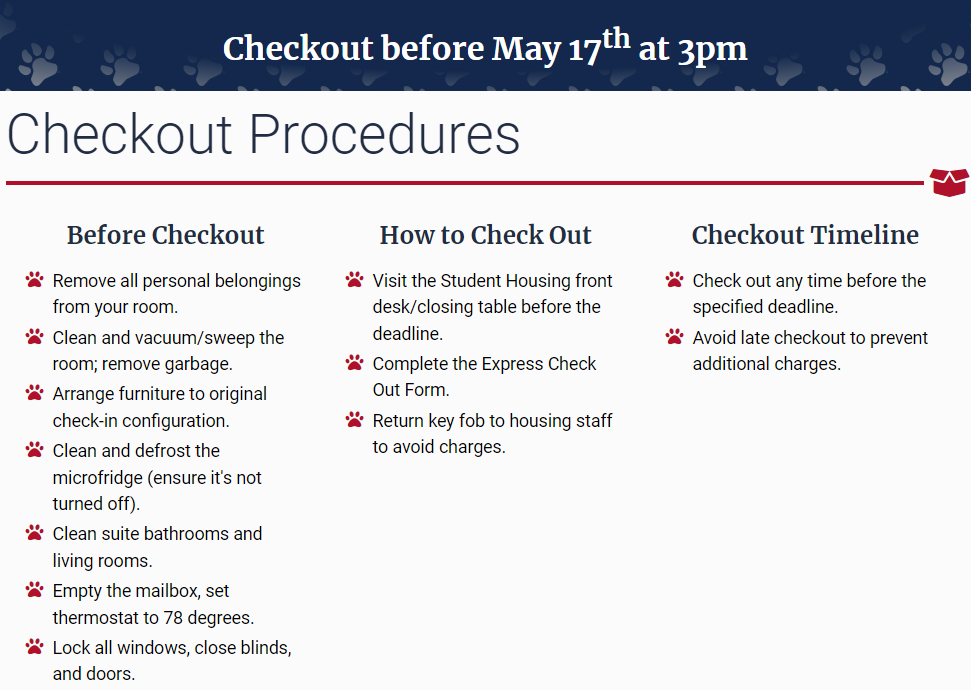 Checkout before May 17th at 3pm
Checkout Procedures
Before Checkout
Remove all personal belongings
from your room.
Clean and vacuum/sweep the
room; remove garbage.
Arrange furniture to original
check-in configuration.
Clean and defrost the
microfridge (ensure it's not
turned off).
Clean suite bathrooms and
living rooms.
Empty the mailbox, set
thermostat to 78 degrees.
Lock all windows, close blinds,
and doors.
How to Check Out
Visit the Student Housing front
desk/closing table before the
deadline.
Complete the Express Check
Out Form.
Return key fob to housing staff
to avoid charges.
Checkout Timeline
Check out any time before the
specified deadline.
Avoid late checkout to prevent
additional charges.